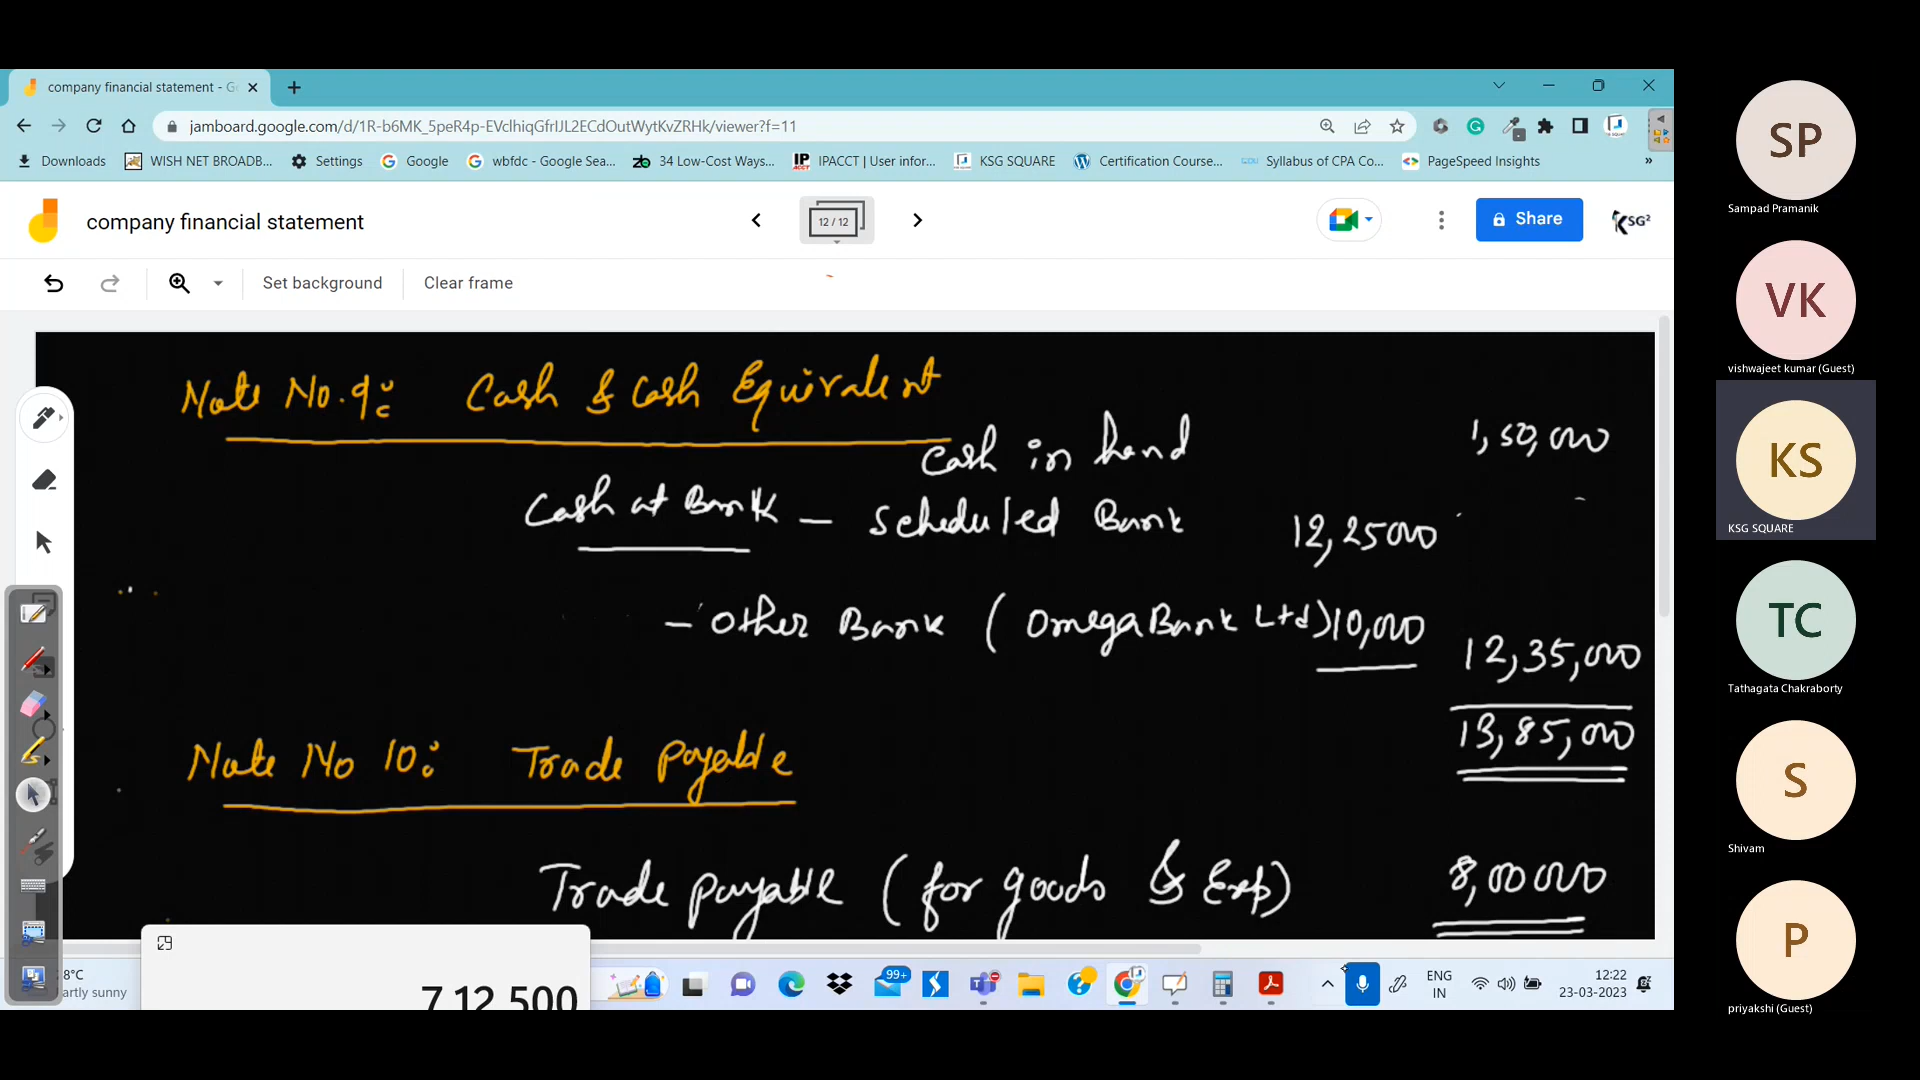 company financial statement - G
jamboard.google.com/d/1R-b6MK_5peR4p-EVclhiqGfrIJL2ECdOutWytKvZRHk/viewer?f=11
Downloads WISH NET BROADB... Settings Google wbfdc - Google Sea... 34 Low-Cost Ways... IPACCT | User infor... KSG SQUARE Certification Course... Syllabus of CPA Co... PageSpeed Insights »
company financial statement 12 / 12 Share KSG²
Set background Clear frame
Note No.9: Cash & Cash Equivalent
Cash in hand 1,50,000
Cash at Bank - Scheduled Bank 12,25000
- Other Bank ( Omega Bank Ltd) 10,000
12,35,000
13,85,000
Note No 10: Trade Payable
Trade payable (for goods & Exp) 8,00000
7,12,500
8°C
artly sunny
99+
ENG
IN
12:22
23-03-2023
SP
Sampad Pramanik
VK
vishwajeet kumar (Guest)
KS
KSG SQUARE
TC
Tathagata Chakraborty
S
Shivam
P
priyakshi (Guest)